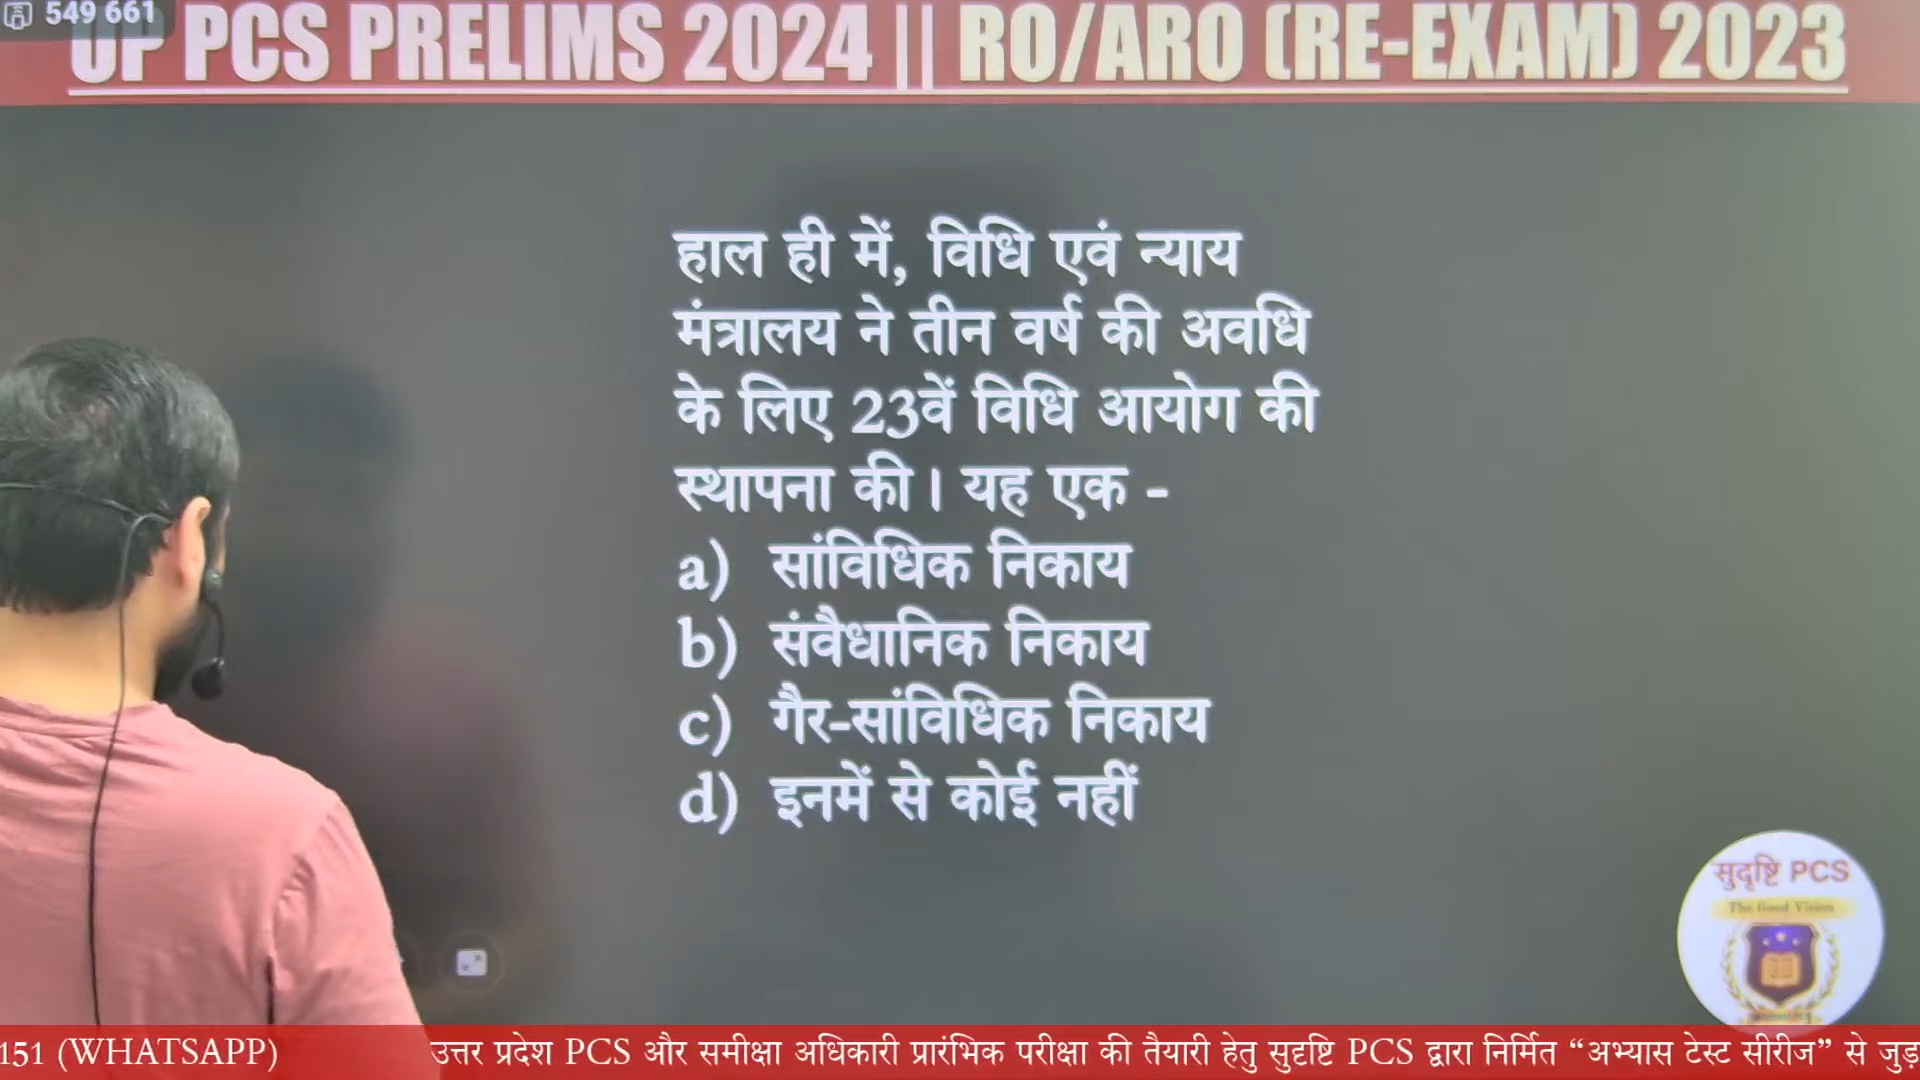 549 661
UP PCS PRELIMS 2024 || RO/ARO (RE-EXAM) 2023
हाल ही में, विधि एवं न्याय
मंत्रालय ने तीन वर्ष की अवधि
के लिए 23वें विधि आयोग की
स्थापना की। यह एक -
a) सांविधिक निकाय
b) संवैधानिक निकाय
c) गैर-सांविधिक निकाय
d) इनमें से कोई नहीं
सुदृष्टि PCS
The Good Vision
151 (WHATSAPP) उत्तर प्रदेश PCS और समीक्षा अधिकारी प्रारंभिक परीक्षा की तैयारी हेतु सुदृष्टि PCS द्वारा निर्मित “अभ्यास टेस्ट सीरीज” से जुड़